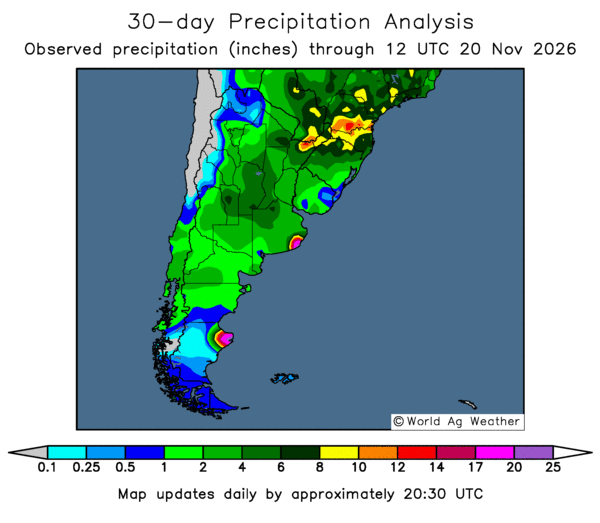 30-day Precipitation Analysis
Observed precipitation (inches) through 12 UTC 20 Nov 2026
©World Ag Weather
0.1 0.25 0.5 1 2 4 6 8 10 12 14 17 20 25
Map updates daily by approximately 20:30 UTC